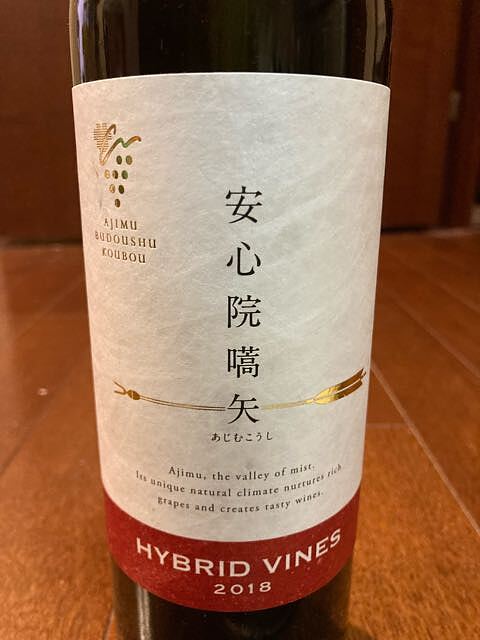 AJIMU
BUDOUSHU
KOUBOU
安心院嚆矢
あじむこうし
Ajimu, the valley of mist.
Its unique natural climate nurtures rich
grapes and creates tasty wines.
HYBRID VINES
2018